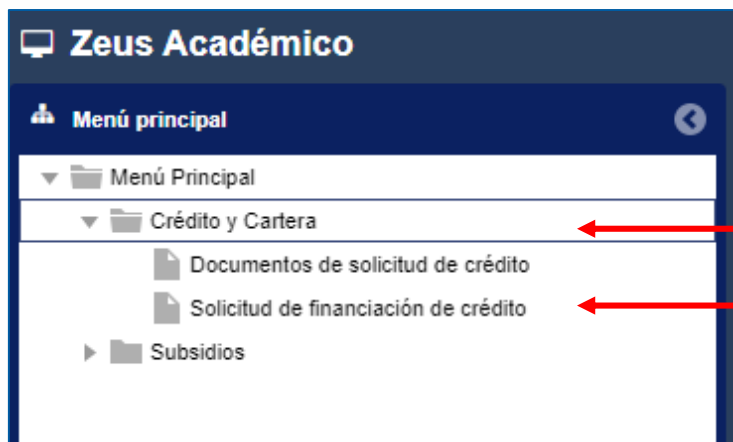 Zeus Académico
Menú principal
Menú Principal
Crédito y Cartera
Documentos de solicitud de crédito
Solicitud de financiación de crédito
Subsidios